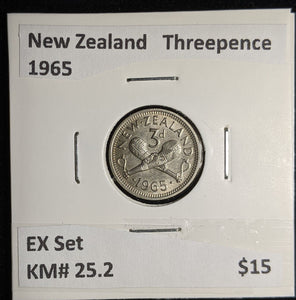 New Zealand Threepence
1965
NEW ZEALAND
3d
1965
EX Set
KM# 25.2 $15